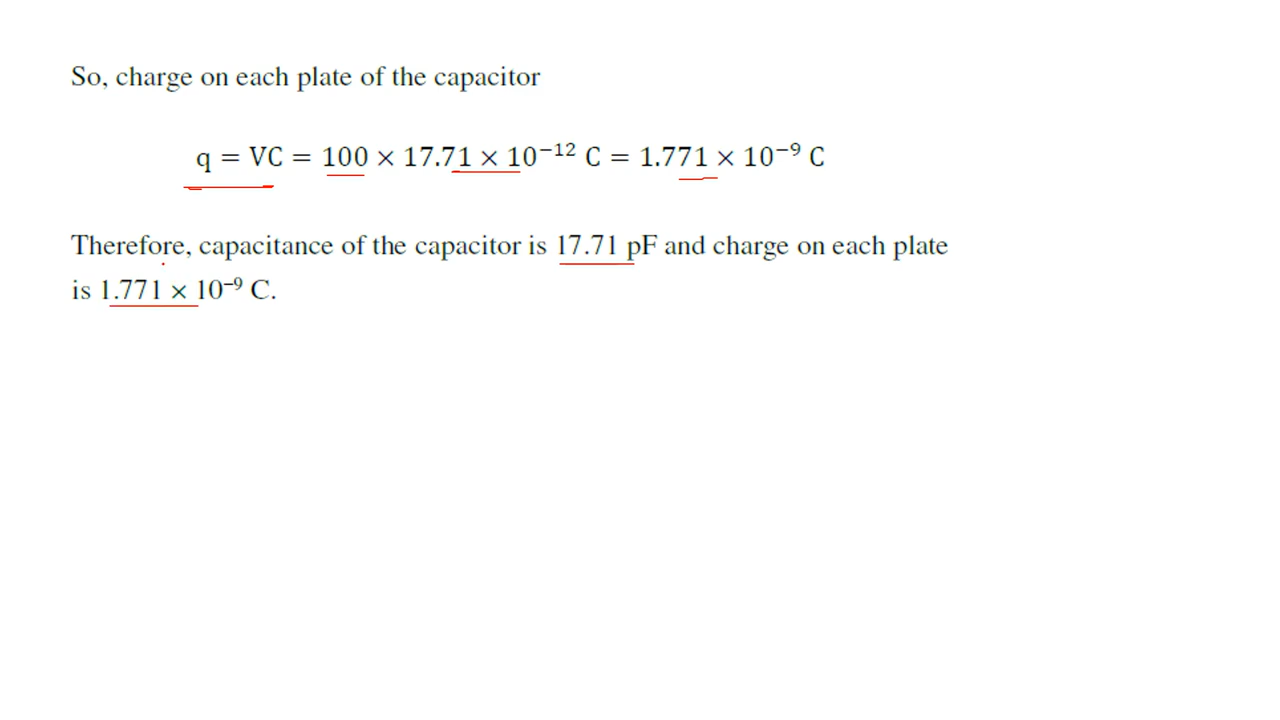 So, charge on each plate of the capacitor
q = VC = 100 × 17.71 × 10⁻¹² C = 1.771 × 10⁻⁹ C
Therefore, capacitance of the capacitor is 17.71 pF and charge on each plate
is 1.771 × 10⁻⁹ C.